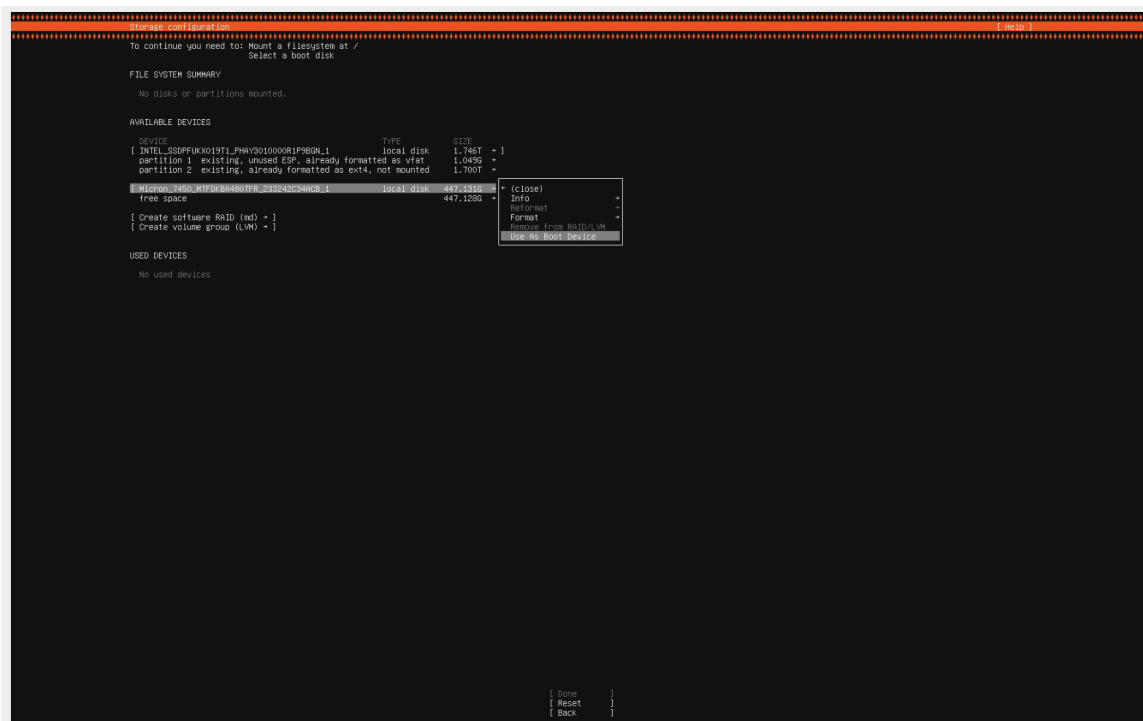 Storage configuration [ Help ]
To continue you need to: Mount a filesystem at /
Select a boot disk
FILE SYSTEM SUMMARY
No disks or partitions mounted.
AVAILABLE DEVICES
DEVICE TYPE SIZE
[ INTEL_SSDPFUKX019T1_PHAY3010000R1P9BGN_1 local disk 1.746T → ]
partition 1 existing, unused ESP, already formatted as vfat 1.049G →
partition 2 existing, already formatted as ext4, not mounted 1.700T →
[ Micron_7450_MTFDKBA480TFR_233242C34ACB_1 local disk 447.131G →
free space 447.128G →
[ Create software RAID (md) → ]
[ Create volume group (LVM) → ]
← (close)
Info →
Reformat →
Format →
Remove from RAID/LVM
Use As Boot Device
USED DEVICES
No used devices
[ Done ]
[ Reset ]
[ Back ]